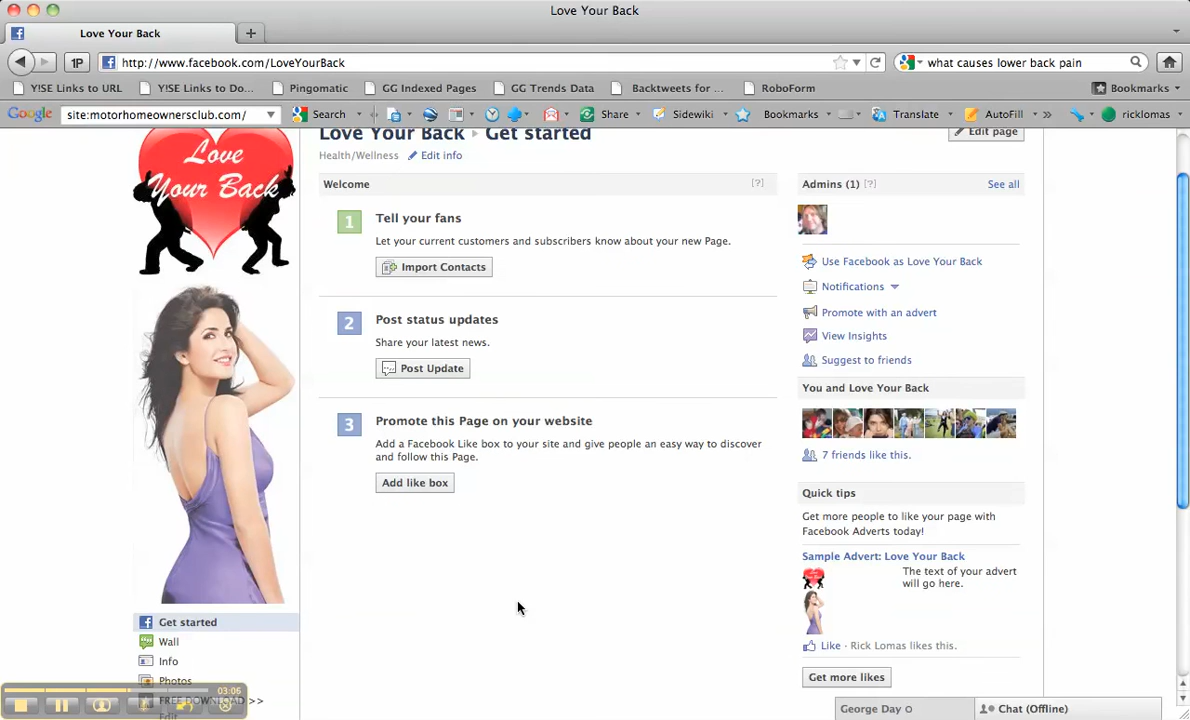 Love Your Back
Love Your Back
http://www.facebook.com/LoveYourBack
what causes lower back pain
1P
Y!SE Links to URL
Y!SE Links to Do...
Pingomatic
GG Indexed Pages
GG Trends Data
Backtweets for ...
RoboForm
Bookmarks
Google
site:motorhomeownersclub.com/
Search
Share
Sidewiki
Bookmarks
Translate
AutoFill
ricklomas
Love
Your Back
Love Your Back
Get started
Edit page
Health/Wellness
Edit info
Welcome
[?]
1
Tell your fans
Let your current customers and subscribers know about your new Page.
Import Contacts
2
Post status updates
Share your latest news.
Post Update
3
Promote this Page on your website
Add a Facebook Like box to your site and give people an easy way to discover
and follow this Page.
Add like box
Admins (1) [?]
See all
Use Facebook as Love Your Back
Notifications
Promote with an advert
View Insights
Suggest to friends
You and Love Your Back
7 friends like this.
Quick tips
Get more people to like your page with
Facebook Adverts today!
Sample Advert: Love Your Back
The text of your advert
will go here.
Like · Rick Lomas likes this.
Get more likes
Get started
Wall
Info
Photos
FREE DOWNLOAD >>
Edit
03:06
George Day
Chat (Offline)